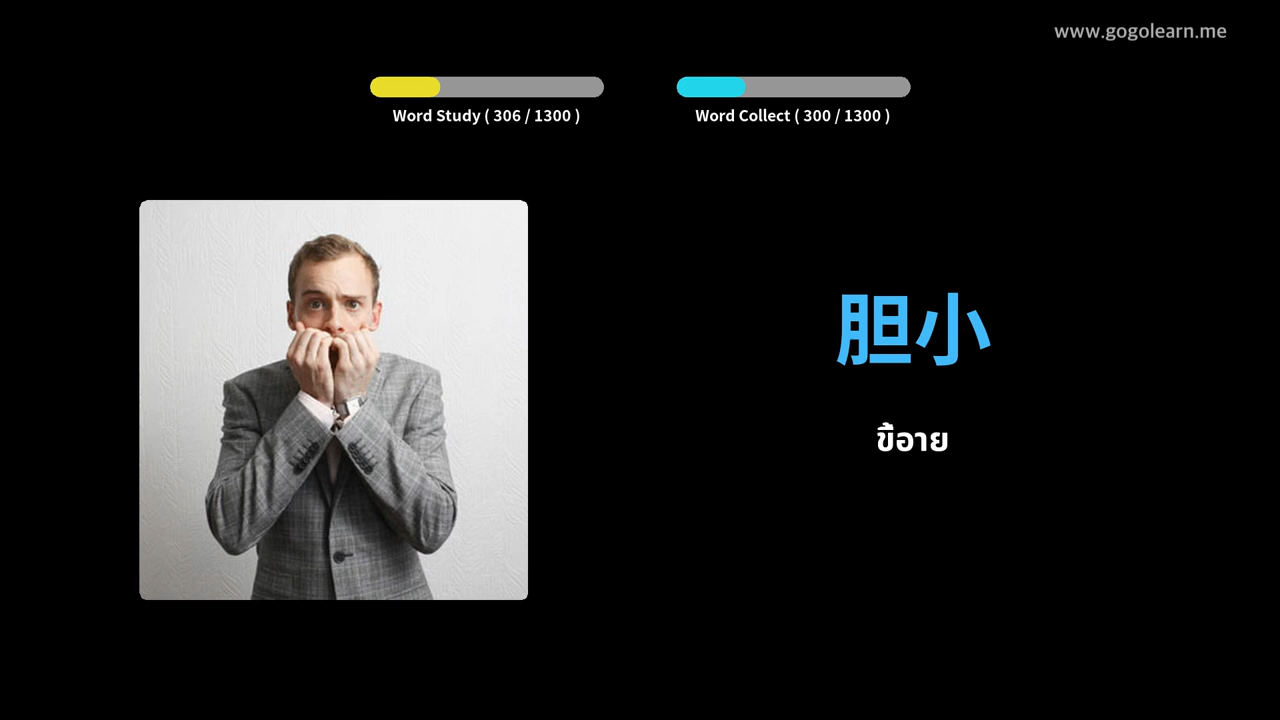 www.gogolearn.me
Word Study ( 306 / 1300 )
Word Collect ( 300 / 1300 )
胆小
ขี้อาย